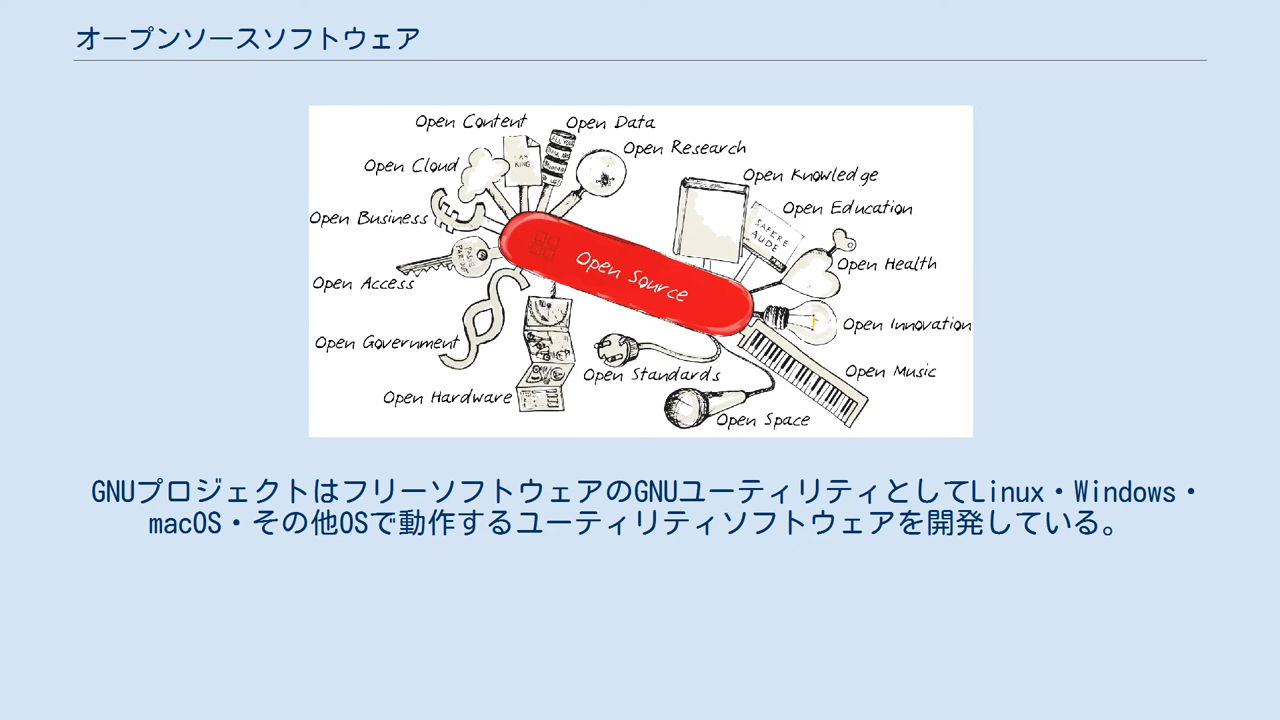 オープンソースソフトウェア
Open Content
Open Data
Open Research
Open Cloud
Open Knowledge
Open Business
Open Education
I AM
KING
SAPERE
AUDE
Open Source
Open Access
Open Health
Open Government
Open Innovation
Open Hardware
Open Standards
Open Music
Open Space
GNUプロジェクトはフリーソフトウェアのGNUユーティリティとしてLinux・Windows・
macOS・その他OSで動作するユーティリティソフトウェアを開発している。